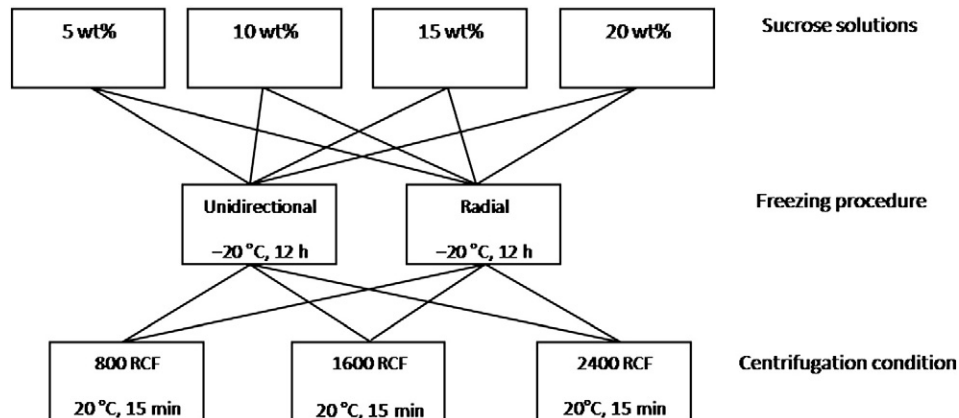 5 wt% 10 wt% 15 wt% 20 wt% Sucrose solutions
Unidirectional Radial Freezing procedure
−20 °C, 12 h −20 °C, 12 h
800 RCF 1600 RCF 2400 RCF Centrifugation condition
20 °C, 15 min 20 °C, 15 min 20°C, 15 min